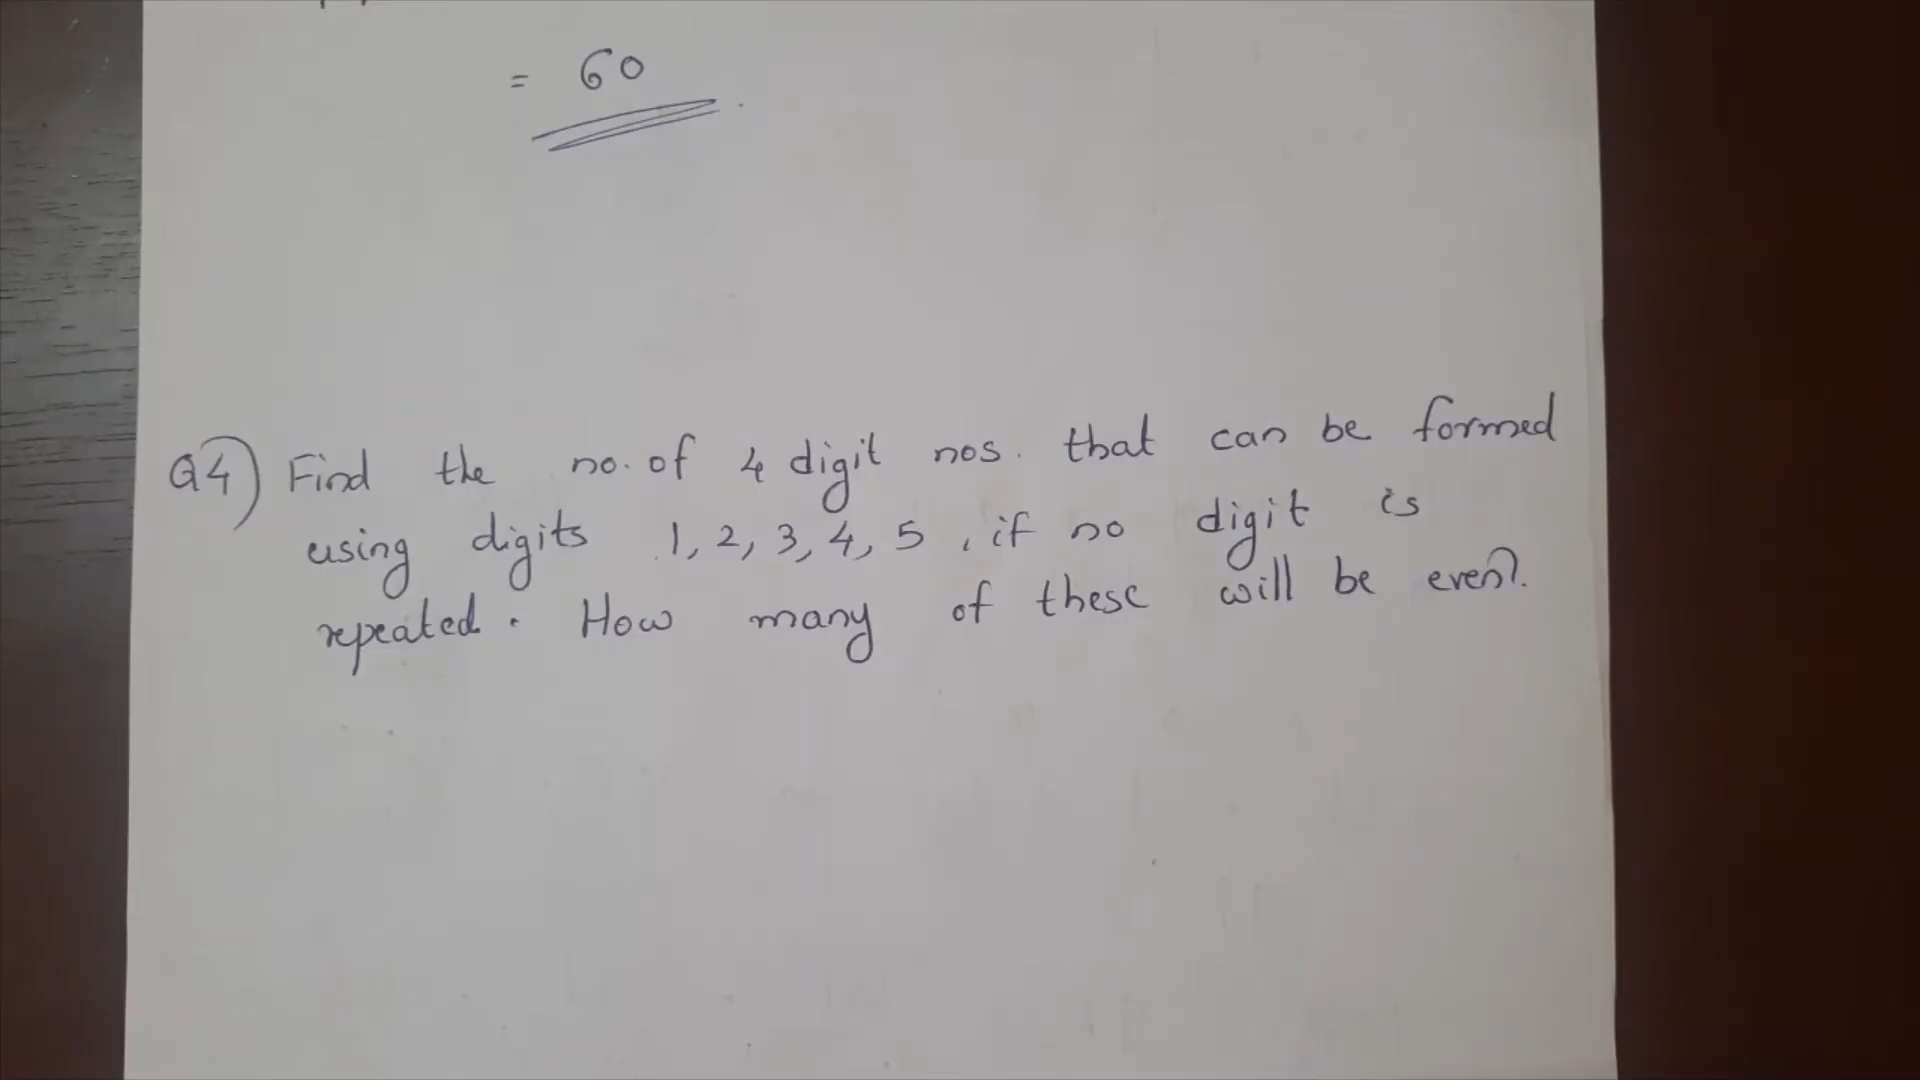 = 60
Q4) Find the no. of 4 digit nos. that can be formed
using digits 1, 2, 3, 4, 5, if no digit is
repeated. How many of these will be even?.